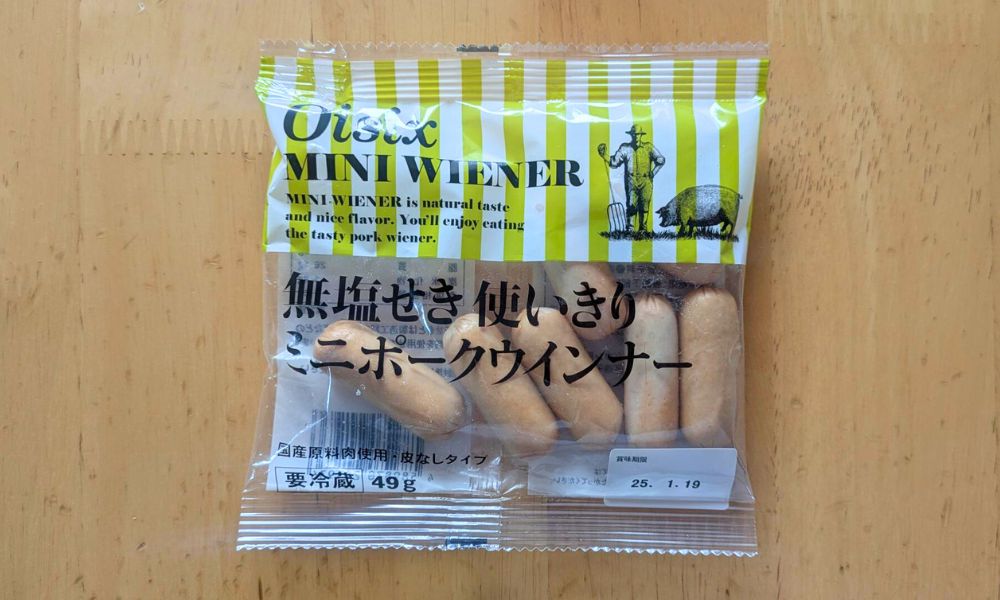 Oisix
MINI WIENER
MINI-WIENER is natural taste
and nice flavor. You'll enjoy eating
the tasty pork wiener.
無塩せき 使いきり
ミニポークウインナー
国産原料肉使用・皮なしタイプ
要冷蔵 49g
賞味期限
25. 1.19